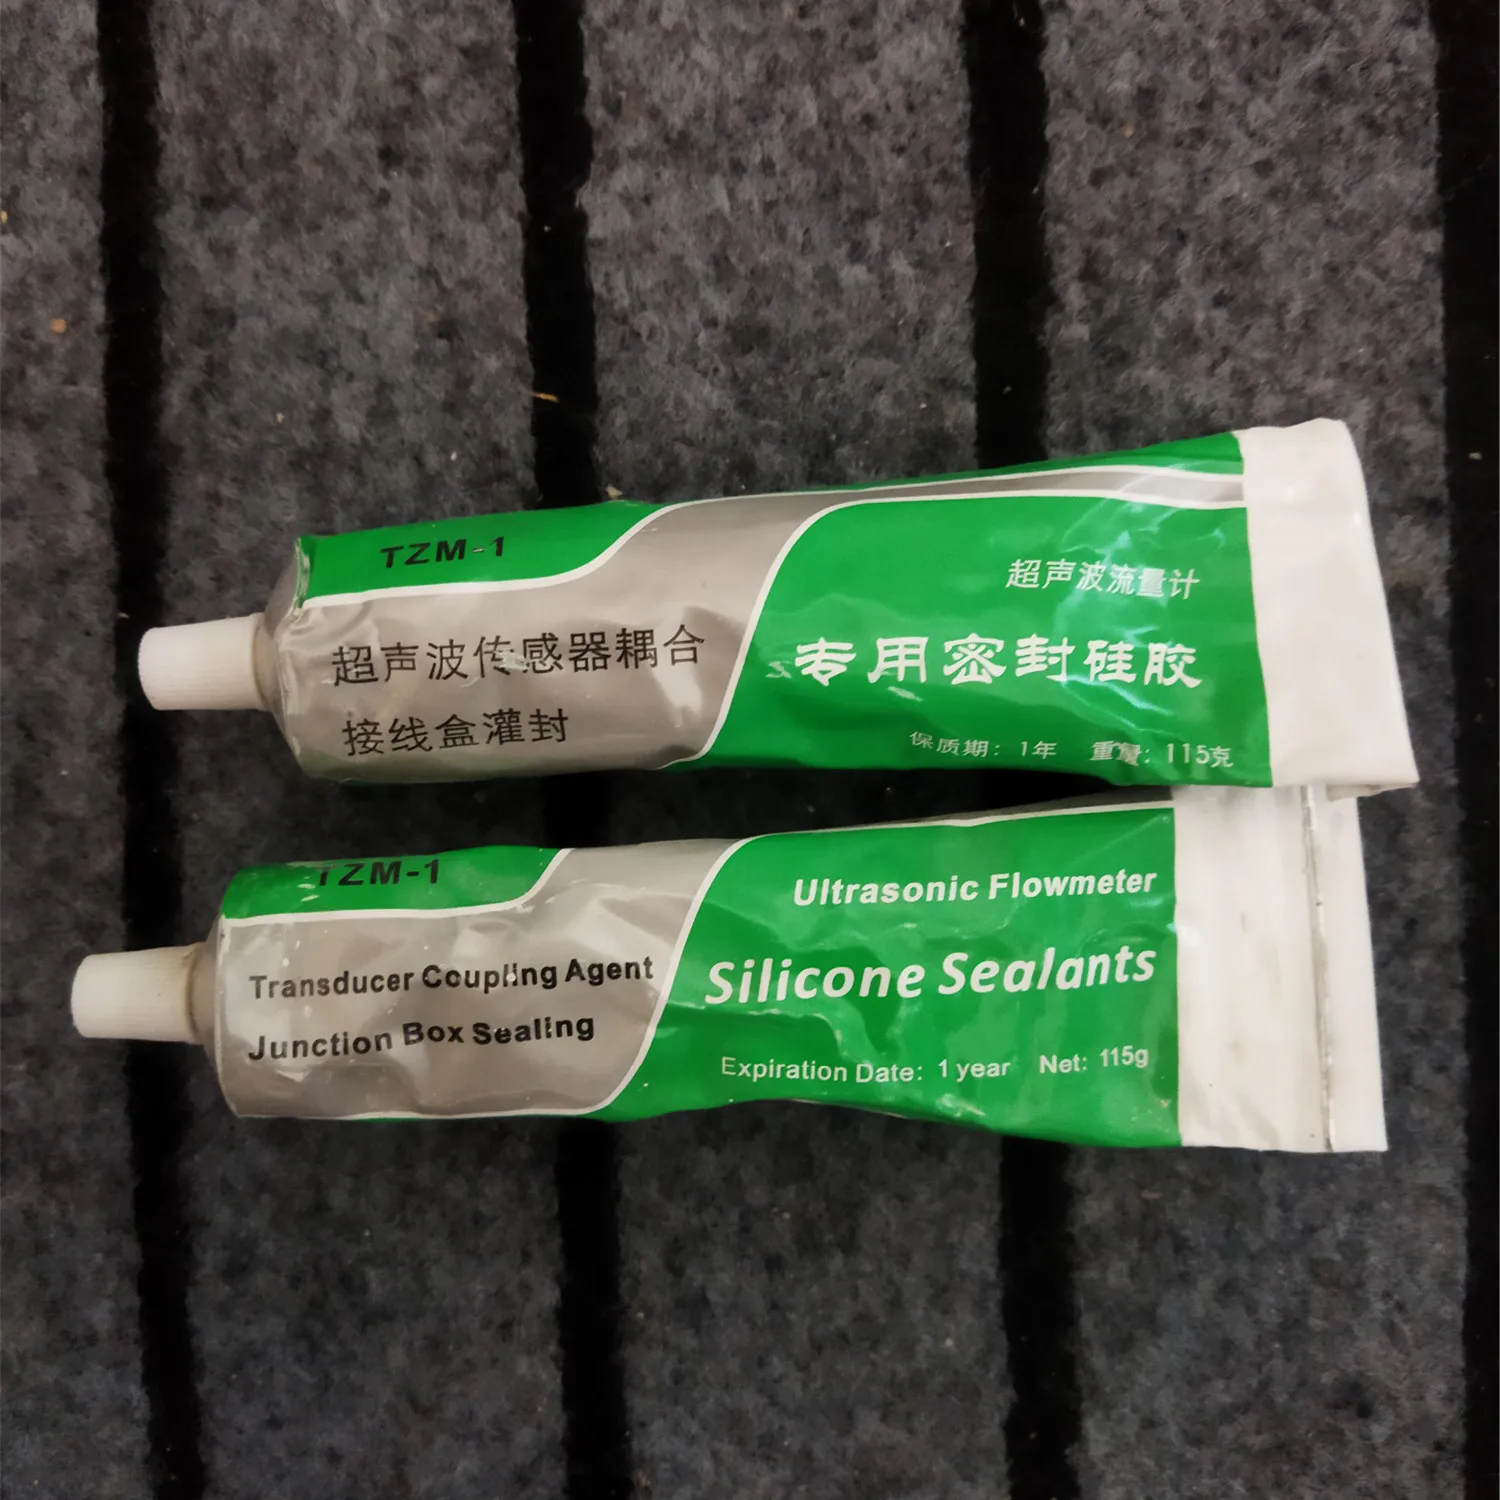 TZM-1
超声波传感器耦合
接线盒灌封
超声波流量计
专用密封硅胶
保质期：1年 重量：115克
TZM-1
Transducer Coupling Agent
Junction Box Sealing
Ultrasonic Flowmeter
Silicone Sealants
Expiration Date: 1 year Net: 115g